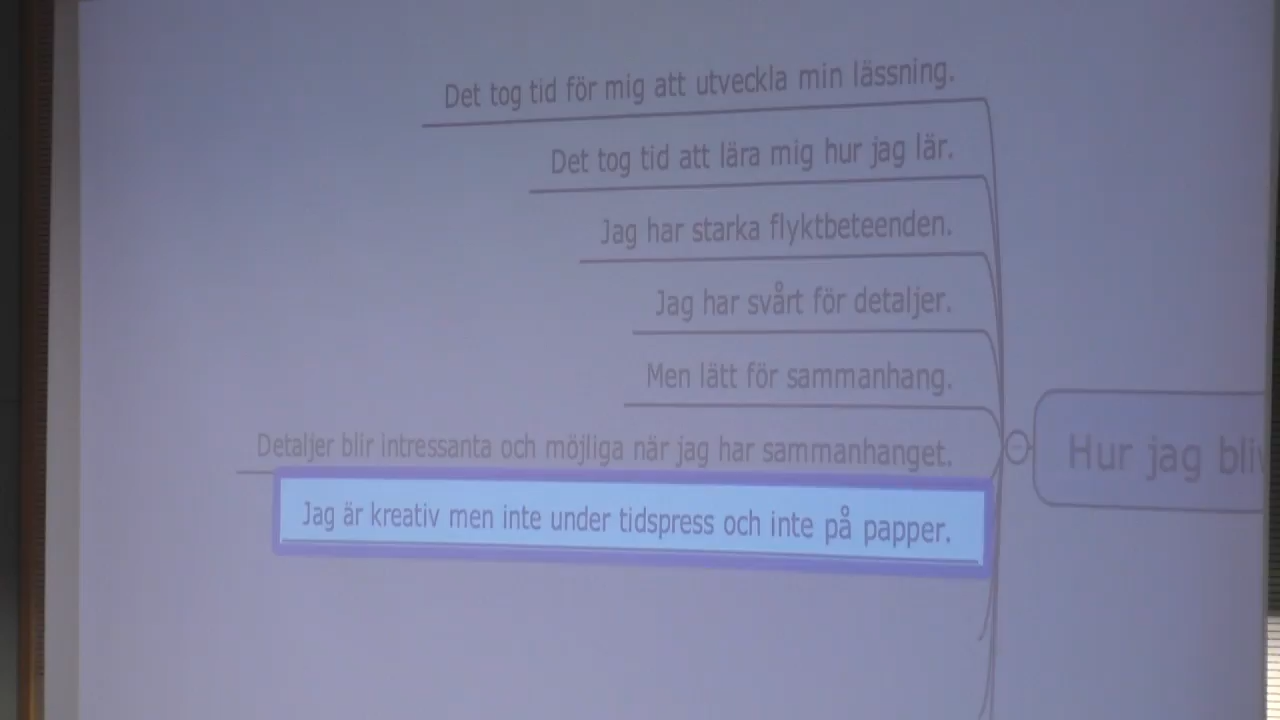 Det tog tid för mig att utveckla min lässning.
Det tog tid att lära mig hur jag lär.
Jag har starka flyktbeteenden.
Jag har svårt för detaljer.
Men lätt för sammanhang.
Detaljer blir intressanta och möjliga när jag har sammanhanget.
Jag är kreativ men inte under tidspress och inte på papper.
Hur jag bliv